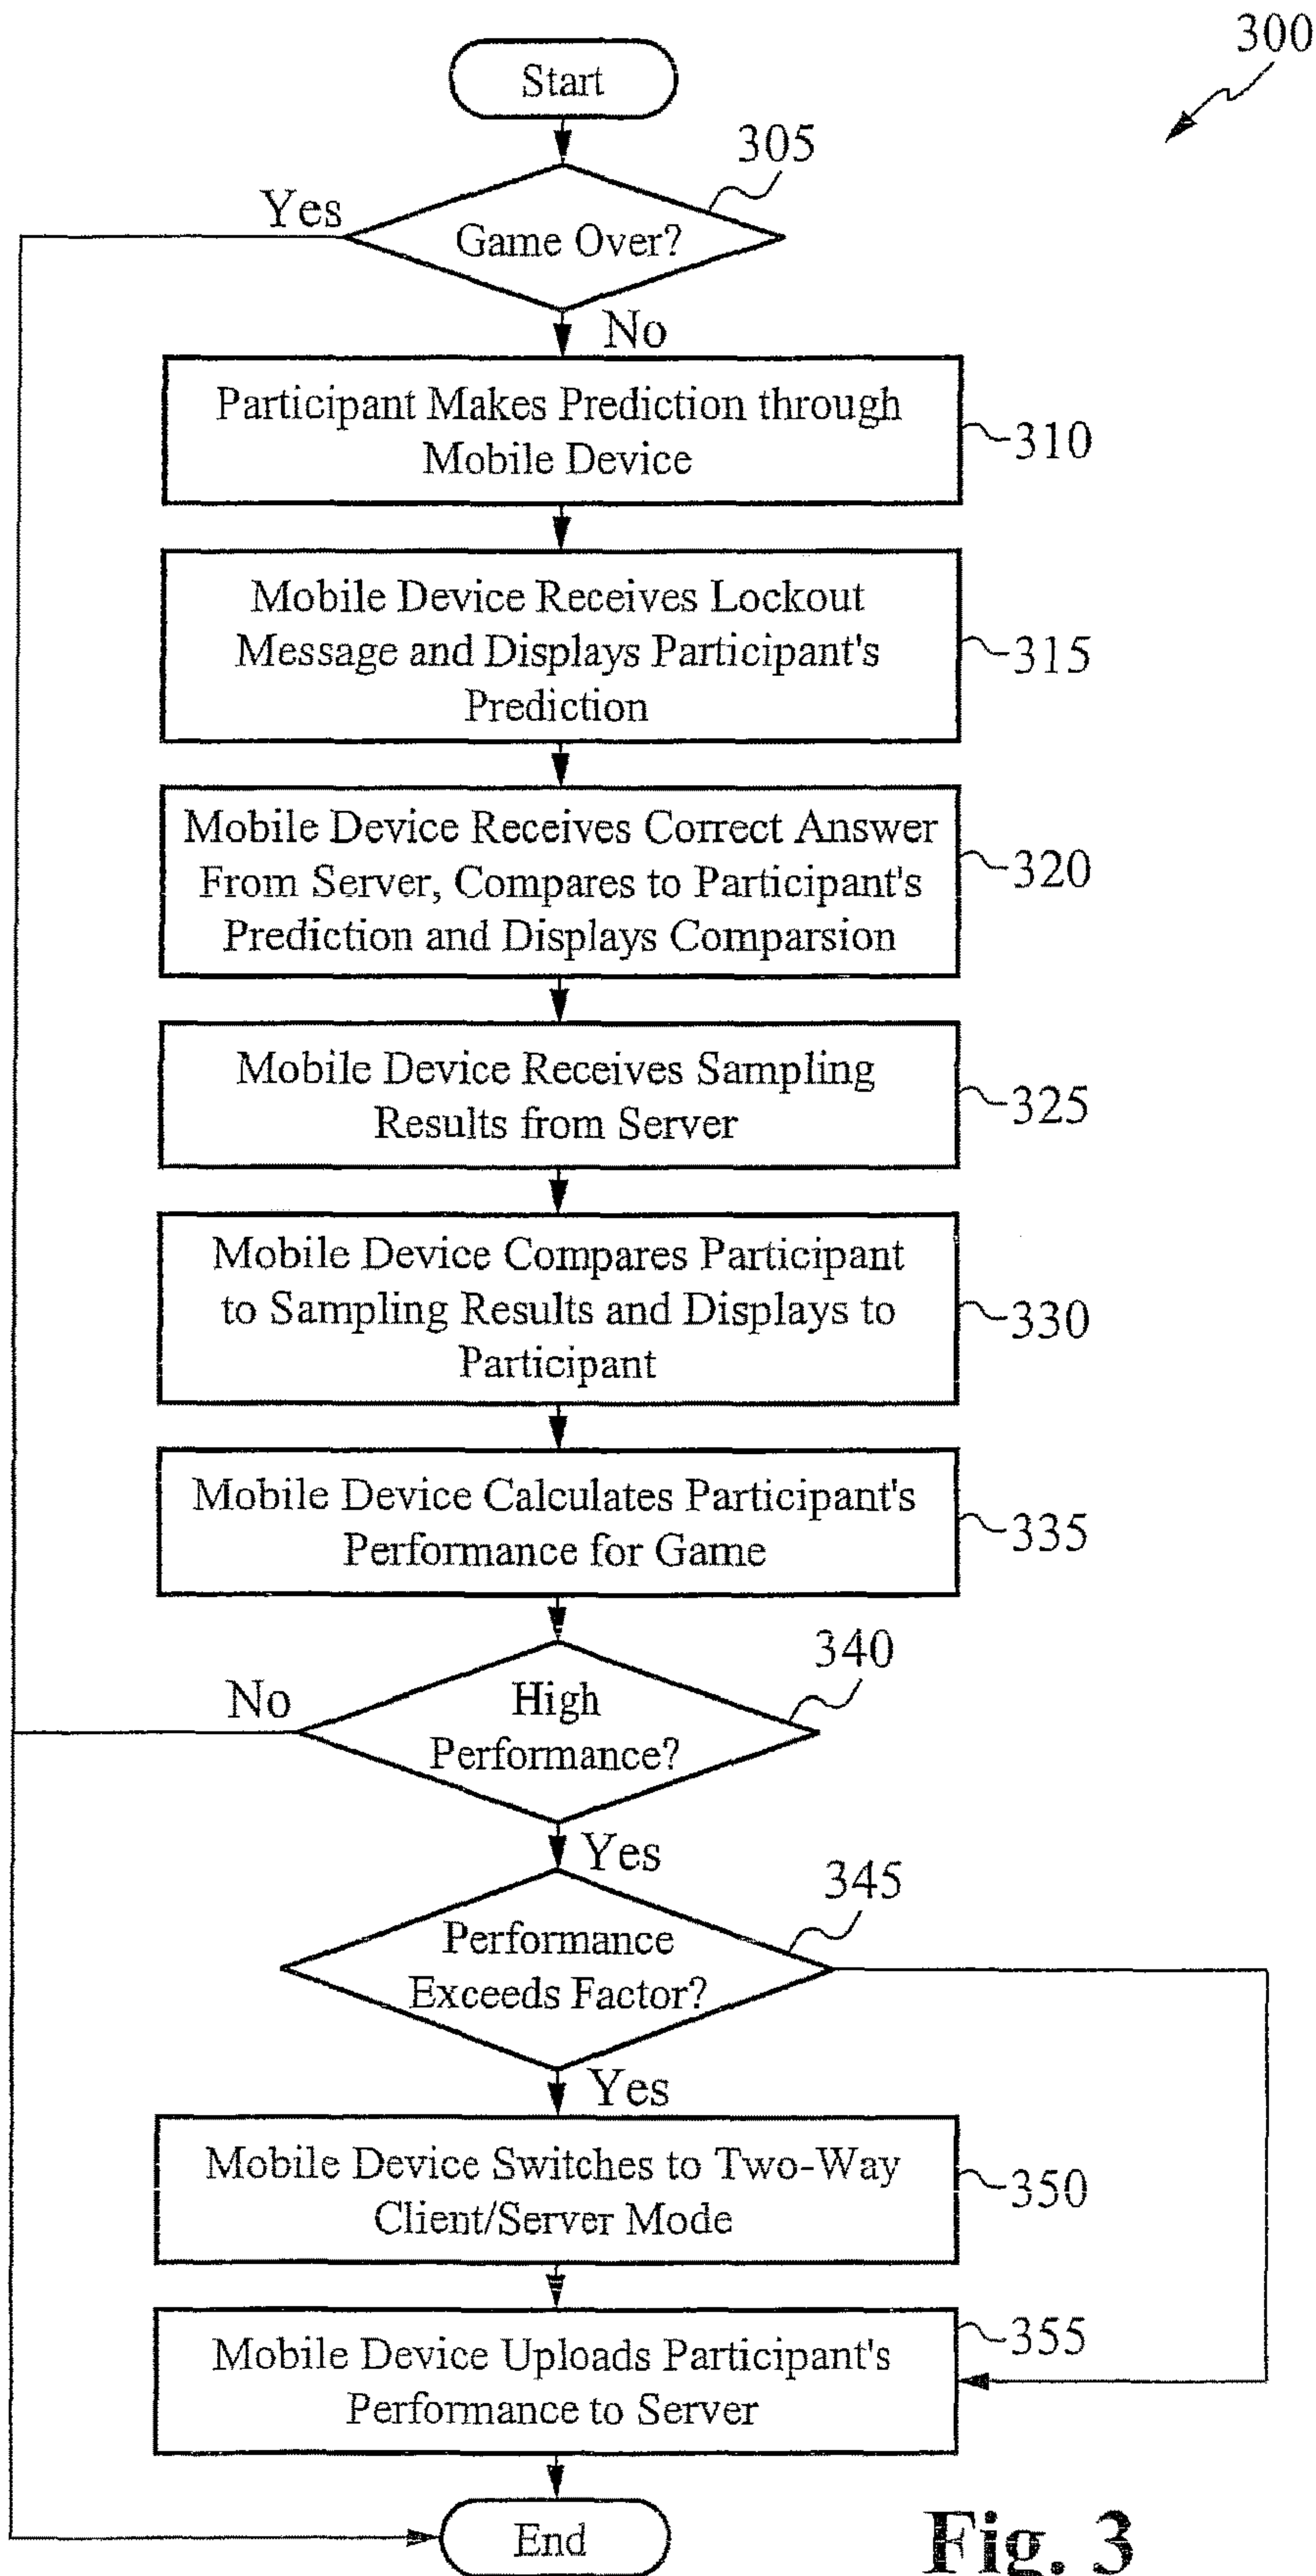 300
Start
305
Yes
Game Over?
No
Participant Makes Prediction through
Mobile Device
310
Mobile Device Receives Lockout
Message and Displays Participant's
Prediction
315
Mobile Device Receives Correct Answer
From Server, Compares to Participant's
Prediction and Displays Comparsion
320
Mobile Device Receives Sampling
Results from Server
325
Mobile Device Compares Participant
to Sampling Results and Displays to
Participant
330
Mobile Device Calculates Participant's
Performance for Game
335
340
No
High
Performance?
Yes
345
Performance
Exceeds Factor?
Yes
Mobile Device Switches to Two-Way
Client/Server Mode
350
Mobile Device Uploads Participant's
Performance to Server
355
End
Fig. 3